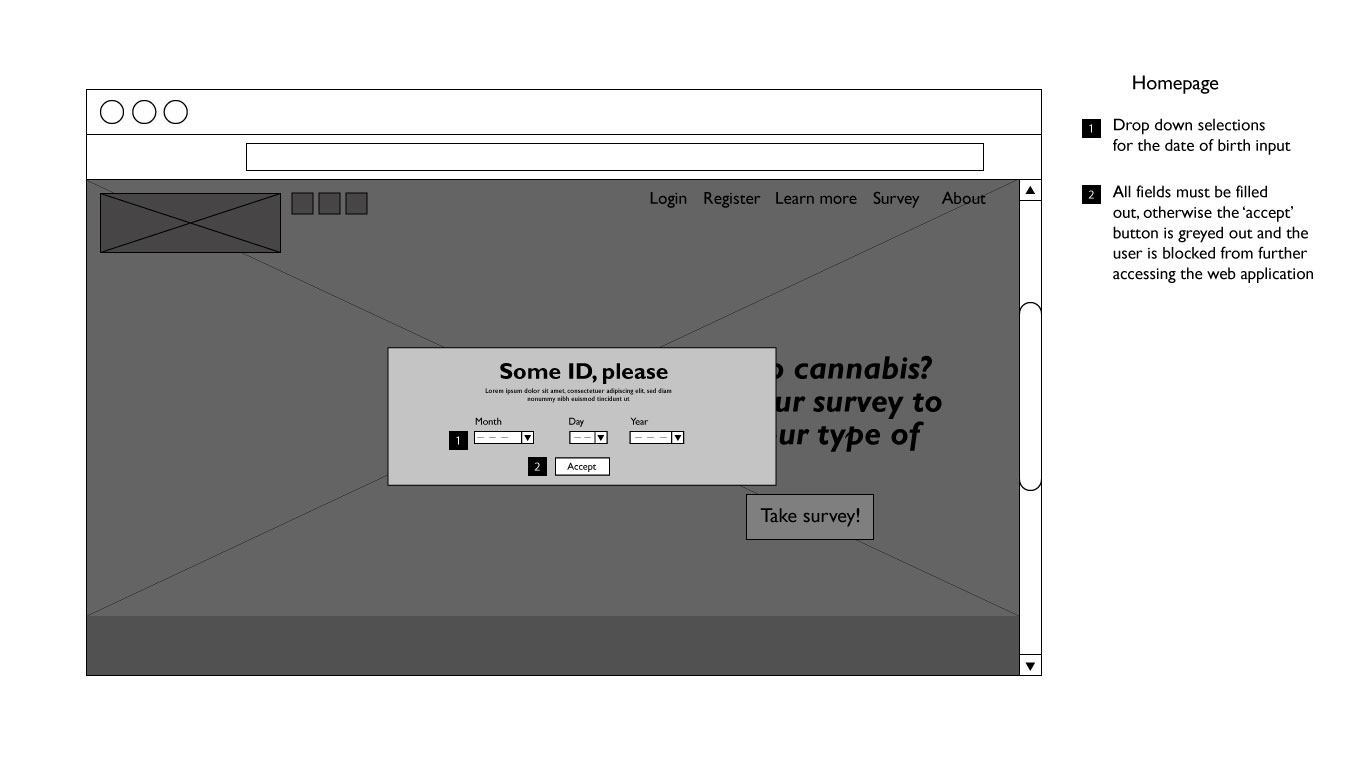 Homepage
1
Drop down selections
for the date of birth input
2
All fields must be filled
out, otherwise the ‘accept’
button is greyed out and the
user is blocked from further
accessing the web application
Login Register Learn more Survey About
Some ID, please
Lorem ipsum dolor sit amet, consectetuer adipiscing elit, sed diam
nonummy nibh euismod tincidunt ut
Month Day Year
1 – – – – – – – –
2 Accept
cannabis?
survey to
type of
Take survey!